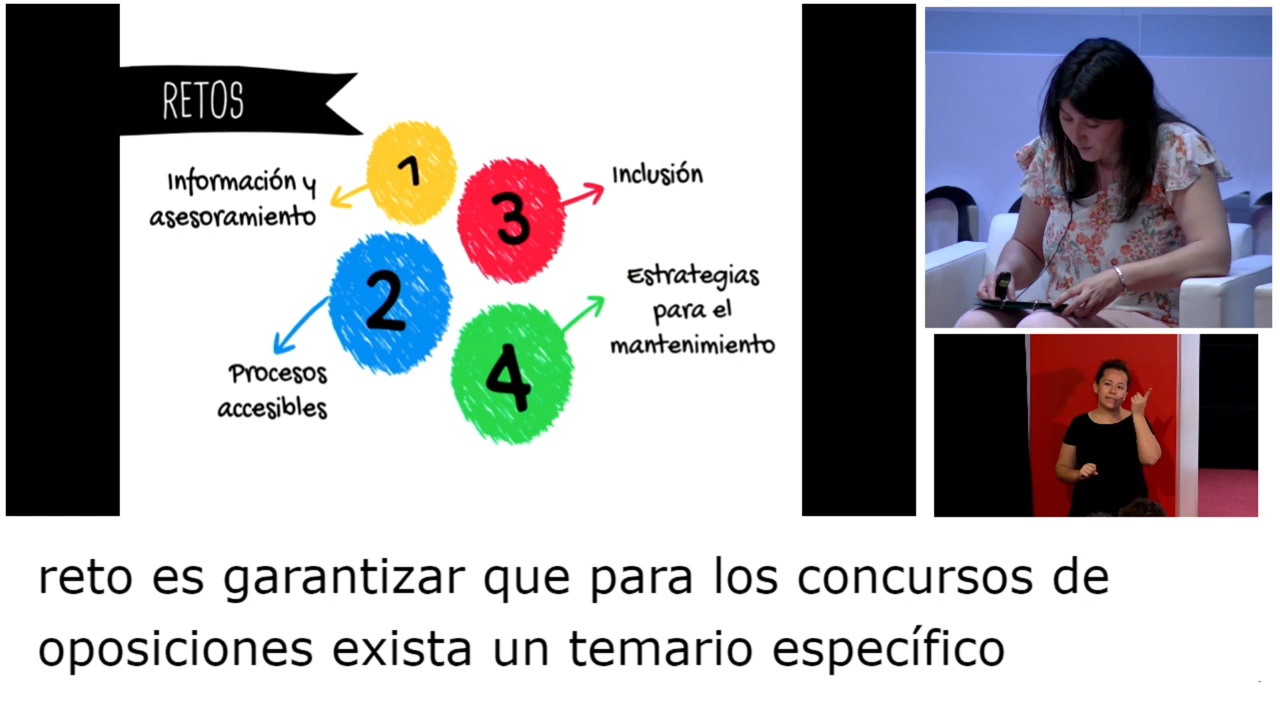 RETOS
1
Información y
asesoramiento
2
Procesos
accesibles
3
Inclusión
4
Estrategias
para el
mantenimiento
reto es garantizar que para los concursos de
oposiciones exista un temario específico